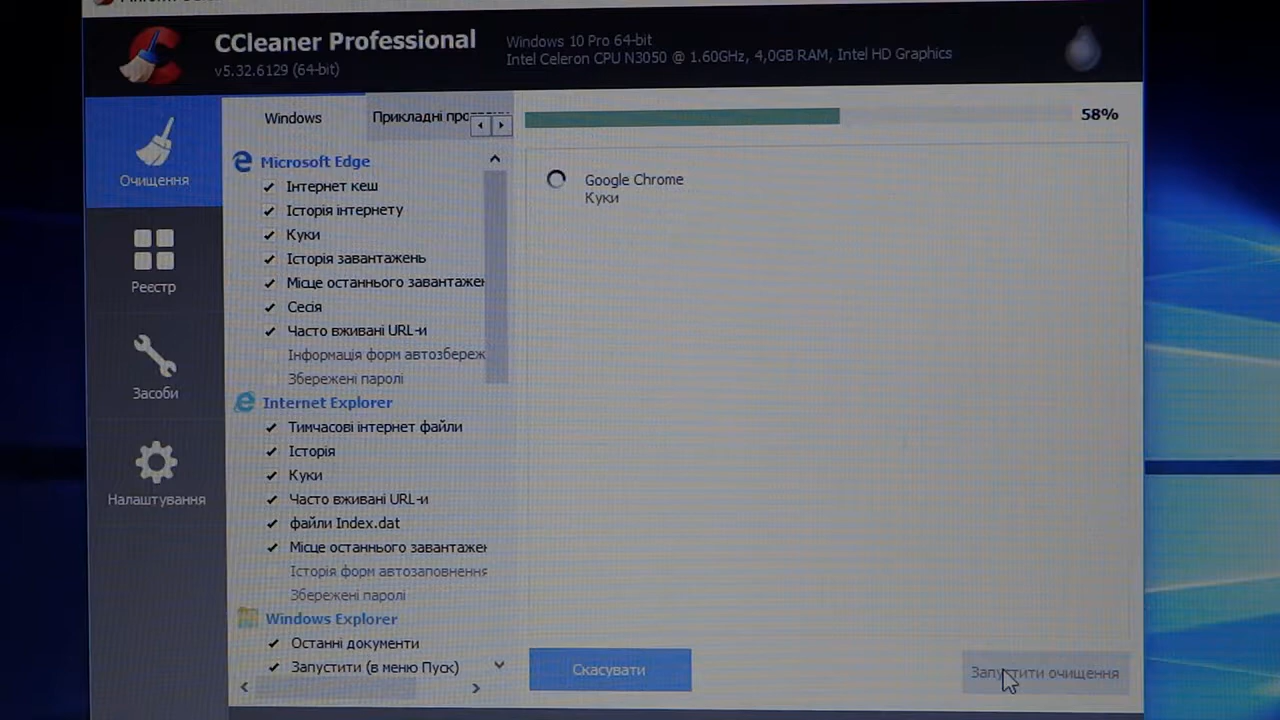 CCleaner Professional
v5.32.6129 (64-bit)
Windows 10 Pro 64-bit
Intel Celeron CPU N3050 @ 1.60GHz, 4,0GB RAM, Intel HD Graphics
Очищення
Реєстр
Засоби
Налаштування
Windows
Прикладні
Microsoft Edge
Інтернет кеш
Історія інтернету
Куки
Історія завантажень
Місце останнього завантажен
Сесія
Часто вживані URL-и
Інформація форм автозбереж
Збережені паролі
Internet Explorer
Тимчасові інтернет файли
Історія
Куки
Часто вживані URL-и
файли Index.dat
Місце останнього завантажен
Історія форм автозаповнення
Збережені паролі
Windows Explorer
Останні документи
Запустити (в меню Пуск)
58%
Google Chrome
Куки
Скасувати
Запустити очищення